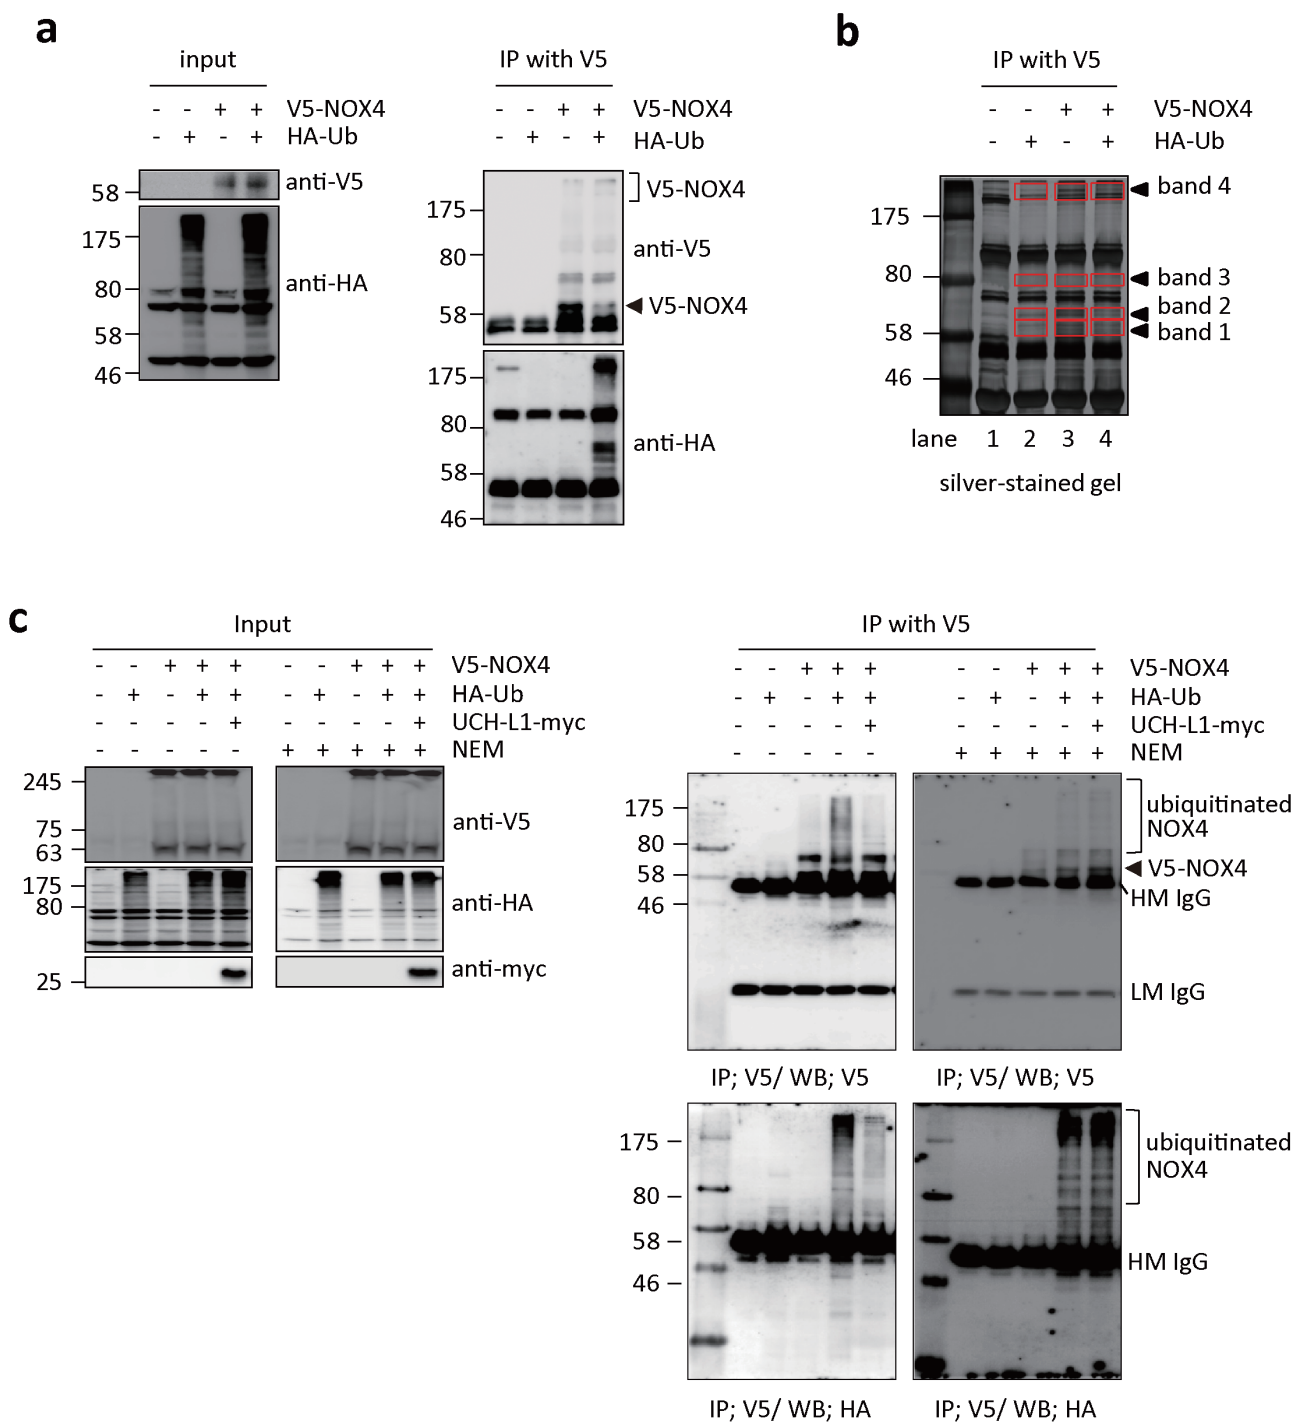 a
input
- - + + V5-NOX4
- + - + HA-Ub
58
anti-V5
175
80
58
46
anti-HA
IP with V5
- - + + V5-NOX4
- + - + HA-Ub
V5-NOX4
175
anti-V5
80
V5-NOX4
58
175
80
58
46
anti-HA
b
IP with V5
- - + + V5-NOX4
- + - + HA-Ub
band 4
175
80
band 3
band 2
58
band 1
46
lane 1 2 3 4
silver-stained gel
c
Input
- - + + + - - + + + V5-NOX4
- + - + + - + - + + HA-Ub
- - - - + - - - - + UCH-L1-myc
- - - - - + + + + + NEM
245
75
63
anti-V5
175
80
anti-HA
25
anti-myc
IP with V5
- - + + + - - + + + V5-NOX4
- + - + + - + - + + HA-Ub
- - - - + - - - - + UCH-L1-myc
- - - - - + + + + + NEM
175
80
58
46
ubiquitinated
NOX4
V5-NOX4
HM IgG
LM IgG
IP; V5/ WB; V5
IP; V5/ WB; V5
175
80
58
46
ubiquitinated
NOX4
HM IgG
IP; V5/ WB; HA
IP; V5/ WB; HA